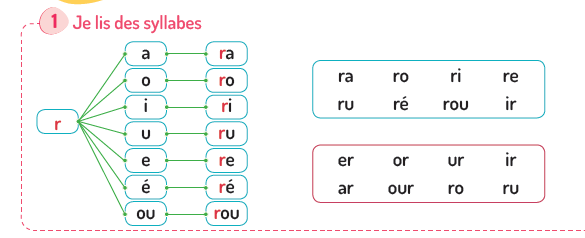 1 Je lis des syllabes
r
a ra
o ro
i ri
u ru
e re
é ré
ou rou
ra ro ri re
ru ré rou ir
er or ur ir
ar our ro ru